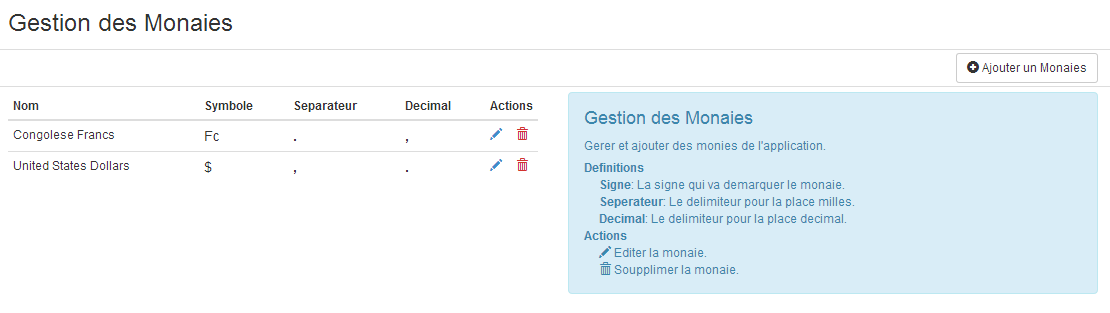 Gestion des Monaies
Ajouter un Monaies
Nom Symbole Separateur Decimal Actions
Congolese Francs Fc . ,
United States Dollars $ , .
Gestion des Monaies
Gerer et ajouter des monies de l'application.
Definitions
Signe: La signe qui va demarquer le monaie.
Seperateur: Le delimiteur pour la place milles.
Decimal: Le delimiteur pour la place decimal.
Actions
Editer la monaie.
Soupplimer la monaie.